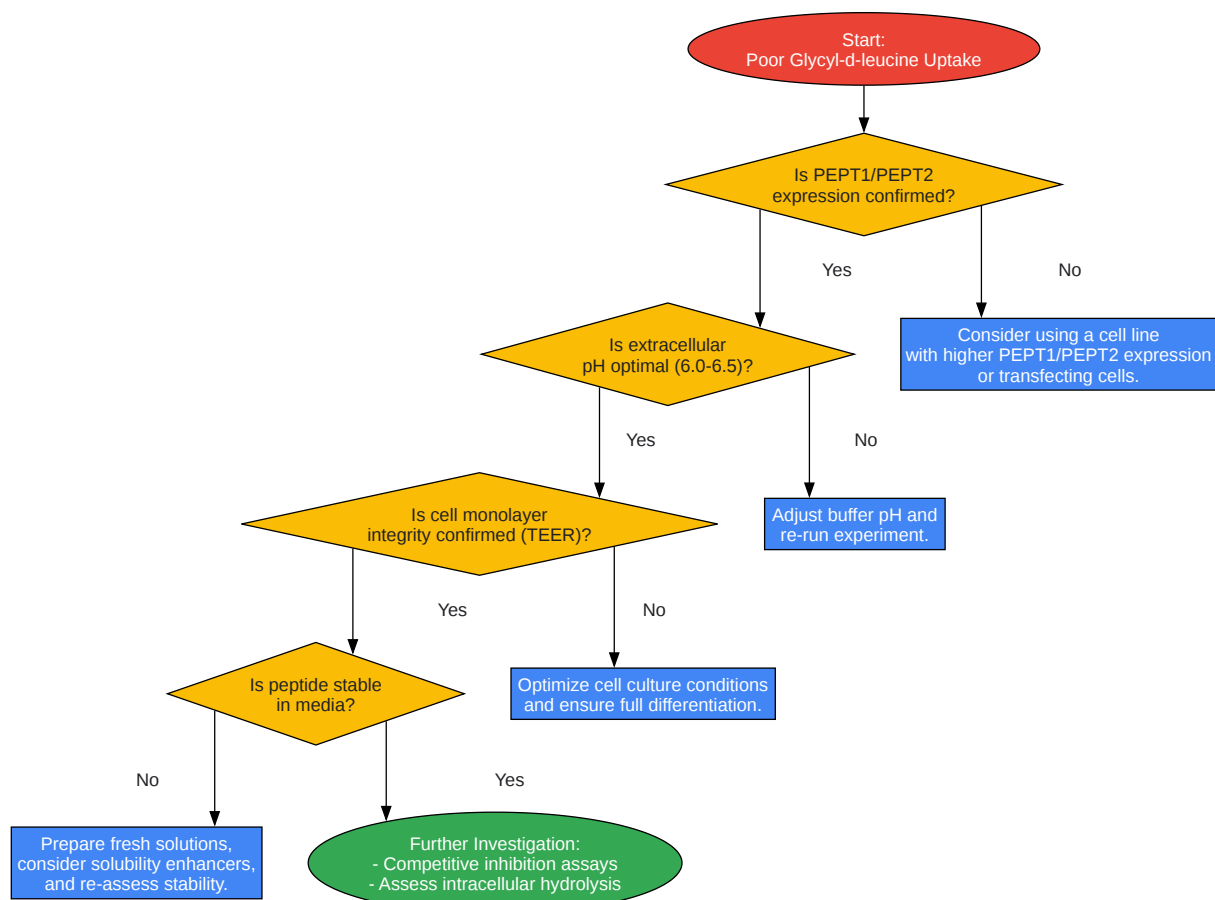 Start:
Poor Glycyl-d-leucine Uptake
Is PEPT1/PEPT2
expression confirmed?
Yes
No
Is extracellular
pH optimal (6.0-6.5)?
Consider using a cell line
with higher PEPT1/PEPT2 expression
or transfecting cells.
Yes
No
Is cell monolayer
integrity confirmed (TEER)?
Adjust buffer pH and
re-run experiment.
Yes
No
Is peptide stable
in media?
Optimize cell culture conditions
and ensure full differentiation.
No
Yes
Prepare fresh solutions,
consider solubility enhancers,
and re-assess stability.
Further Investigation:
- Competitive inhibition assays
- Assess intracellular hydrolysis